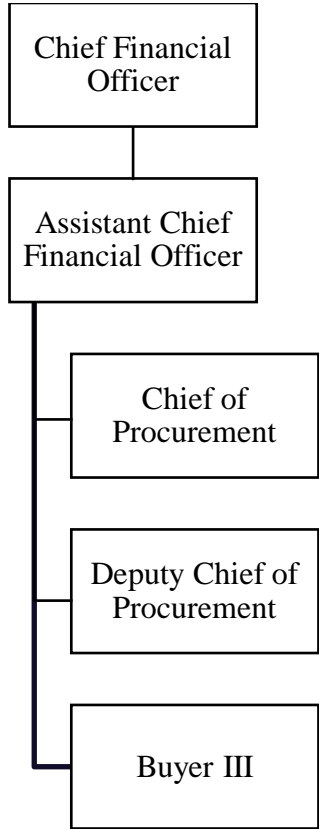 Chief Financial
Officer
Assistant Chief
Financial Officer
Chief of
Procurement
Deputy Chief of
Procurement
Buyer III